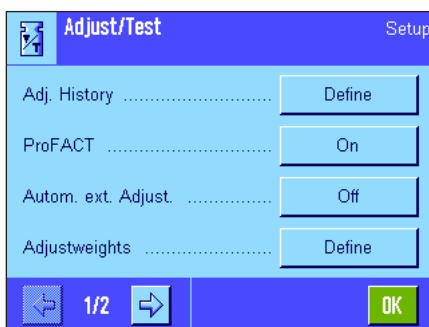 Adjust/Test Setup
Adj. History ........................... Define
ProFACT .............................. On
Autom. ext. Adjust. ............... Off
Adjustweights ....................... Define
1/2 OK